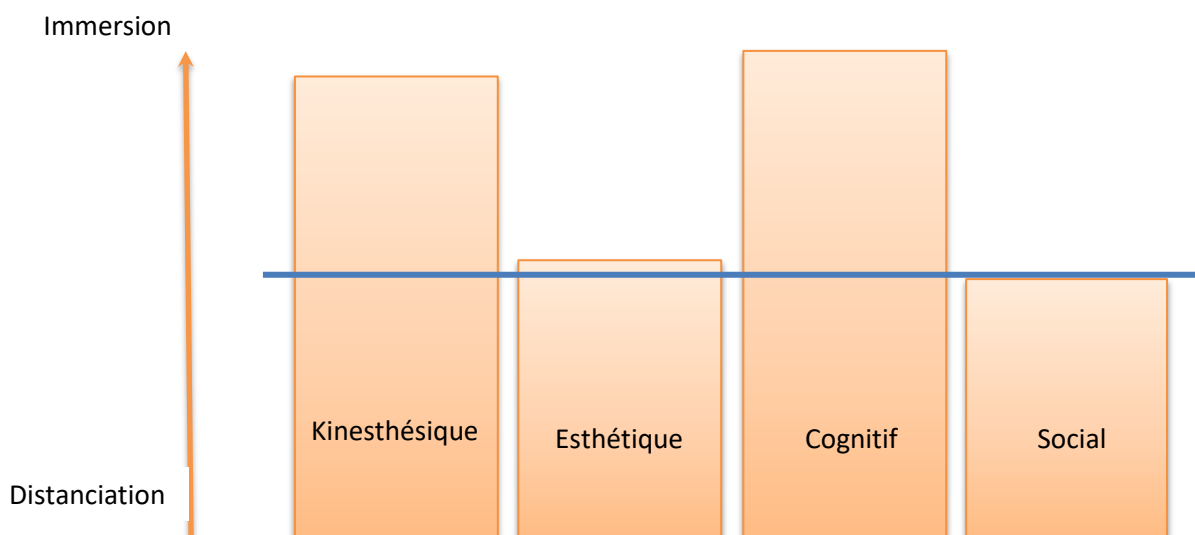 Immersion
Kinesthésique
Esthétique
Cognitif
Social
Distanciation